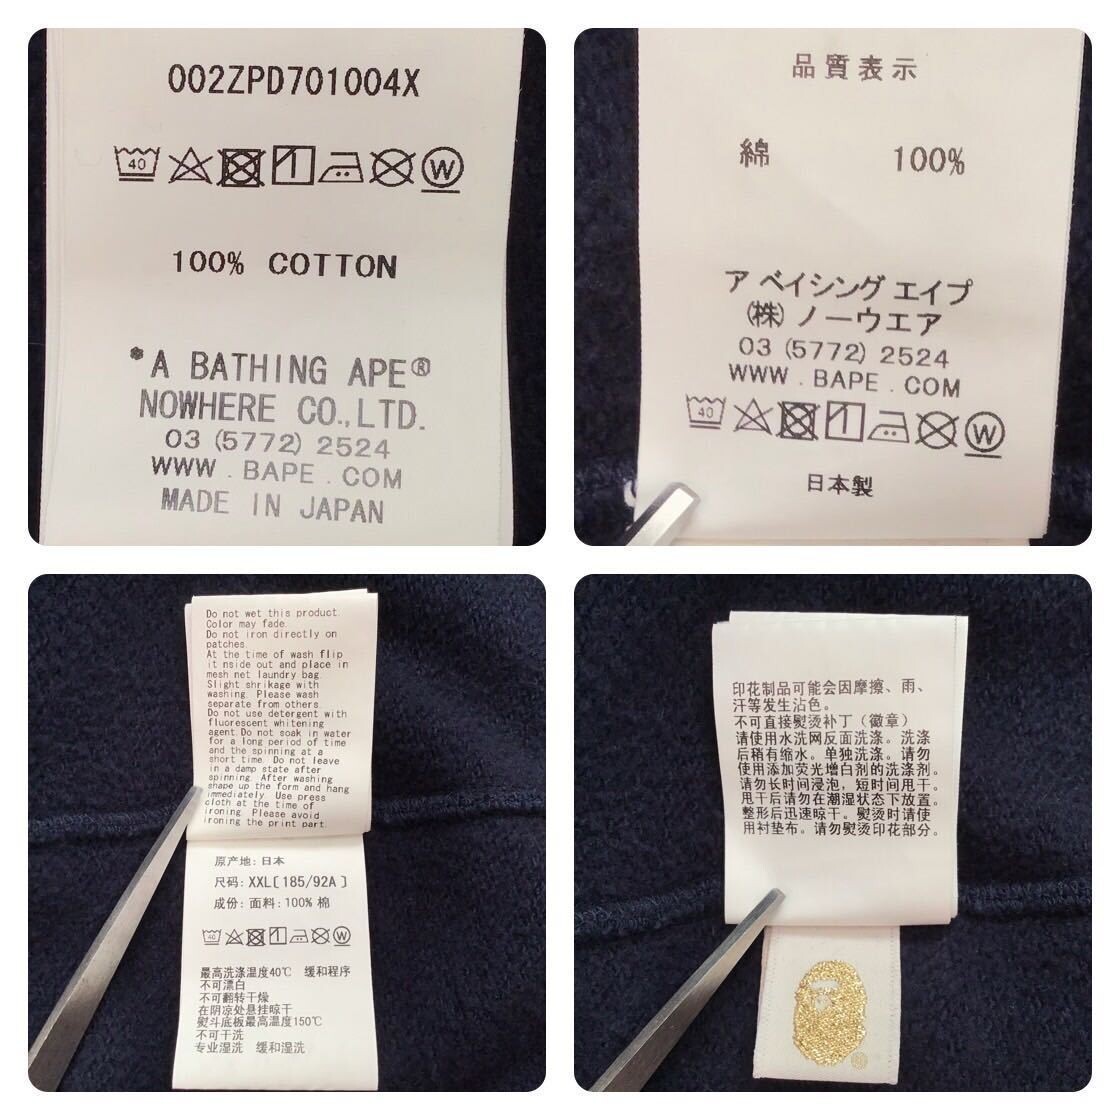 002ZPD701004X
40
W
100% COTTON
*A BATHING APE®
NOWHERE CO.,LTD.
03 (5772) 2524
WWW . BAPE . COM
MADE IN JAPAN
品質表示
綿 100%
ア ベイシング エイプ
(株) ノーウエア
03 (5772) 2524
WWW . BAPE . COM
40
W
日本製
Do not wet this product.
Color may fade.
Do not iron directly on
patches.
At the time of wash flip
it nside out and place in
mesh net laundry bag.
Slight shrikage with
washing. Please wash
separate from others.
Do not use detergent with
fluorescent whitening
agent.Do not soak in water
for a long period of time
and the spinning at a
short time. Do not leave
in a damp state after
spinning. After washing
shape up the form and hang
immediately. Use press
cloth at the time of
ironing. Please avoid
ironing the print part.
原产地: 日本
尺码: XXL[185/92A]
成份: 面料: 100% 棉
40
W
最高洗涤温度40℃ 缓和程序
不可漂白
不可翻转干燥
在阴凉处悬挂晾干
熨斗底板最高温度150℃
不可干洗
专业湿洗 缓和湿洗
印花制品可能会因摩擦、雨、
汗等发生沾色。
不可直接熨烫补丁（徽章）
请使用水洗网反面洗涤。洗涤
后稍有缩水。单独洗涤。请勿
使用添加荧光增白剂的洗涤剂。
请勿长时间浸泡，短时间甩干。
甩干后请勿在潮湿状态下放置。
整形后迅速晾干。熨烫时请使
用衬垫布。请勿熨烫印花部分。
®